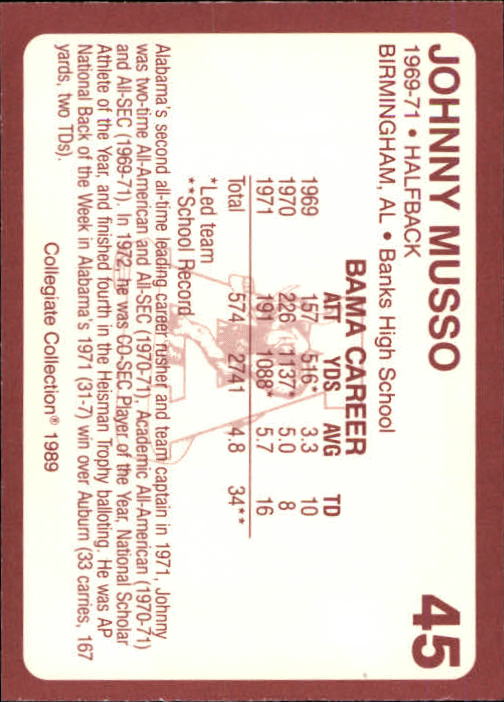 JOHNNY MUSSO 45
1969-71 • HALFBACK
BIRMINGHAM, AL • Banks High School
BAMA CAREER
ATT YDS AVG TD
1969 157 516* 3.3 10
1970 226 1137* 5.0 8
1971 191 1088* 5.7 16
Total 574 2741 4.8 34**
*Led team
**School Record
Alabama's second all-time leading career rusher and team captain in 1971, Johnny
was two-time All-American and All-SEC (1970-71), Academic All-American (1970-71)
and All-SEC (1969-71). In 1972, he was CO-SEC Player of the Year, National Scholar
Athlete of the Year, and finished fourth in the Heisman Trophy balloting. He was AP
National Back of the Week in Alabama's 1971 (31-7) win over Auburn (33 carries, 167
yards, two TDs).
Collegiate Collection® 1989